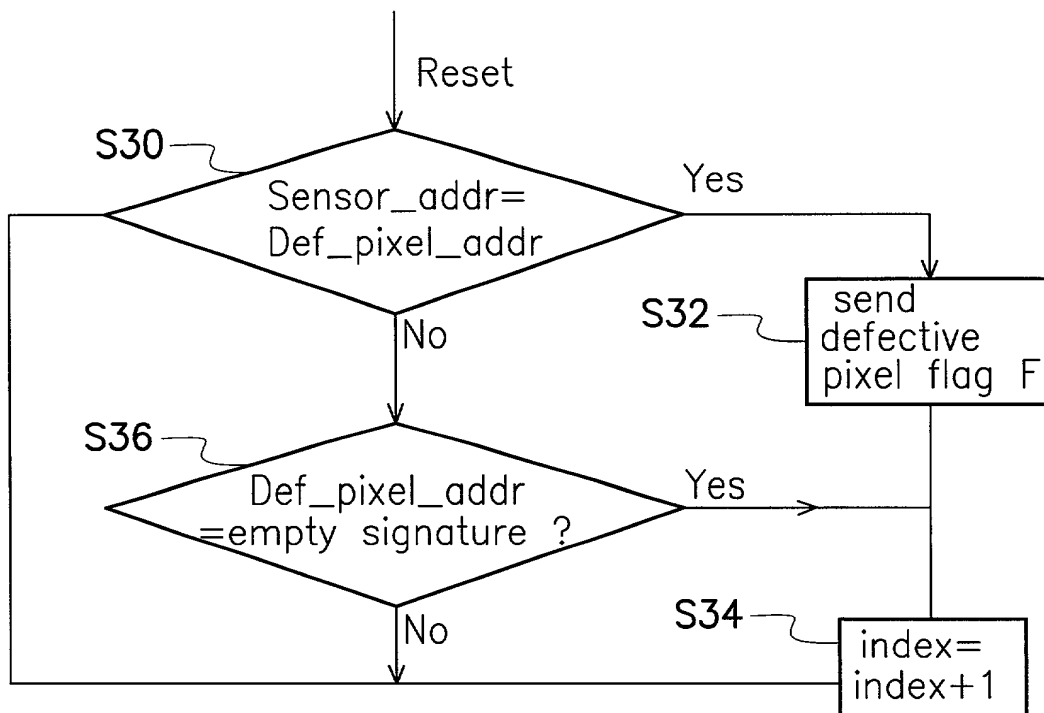 Reset
S30
Sensor_addr=
Def_pixel_addr
Yes
No
S32
send
defective
pixel flag F
S36
Def_pixel_addr
=empty signature ?
Yes
No
S34
index=
index+1